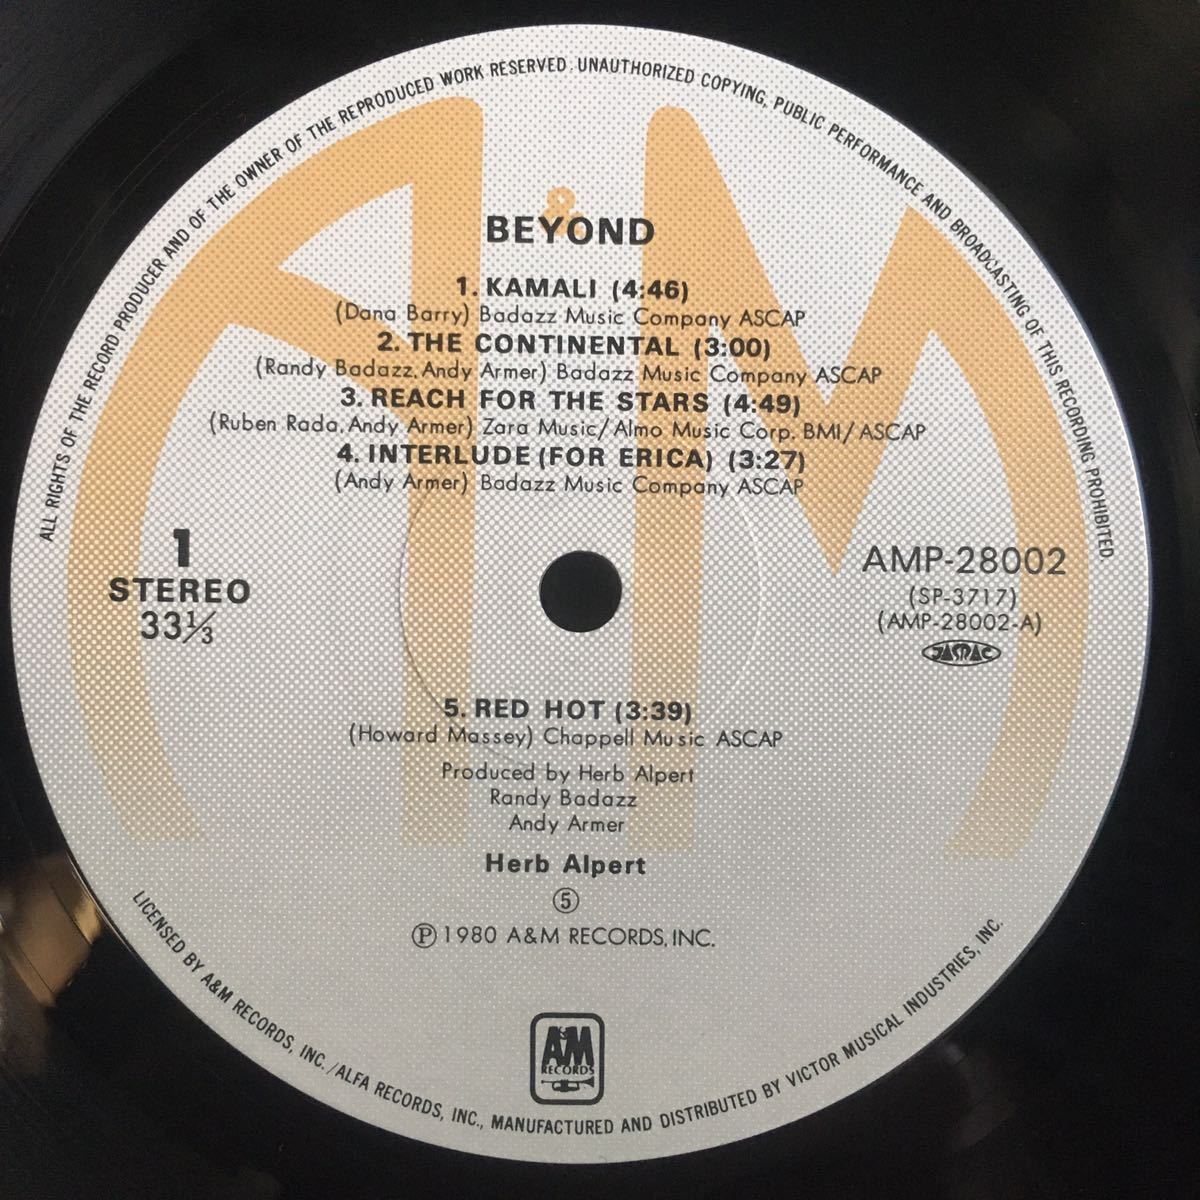 ALL RIGHTS OF THE RECORD PRODUCER AND OF THE OWNER OF THE REPRODUCED WORK RESERVED. UNAUTHORIZED COPYING, PUBLIC PERFORMANCE AND BROADCASTING OF THIS RECORDING PROHIBITED.
A&M
BEYOND
1. KAMALI (4:46)
(Dana Barry) Badazz Music Company ASCAP
2. THE CONTINENTAL (3:00)
(Randy Badazz, Andy Armer) Badazz Music Company ASCAP
3. REACH FOR THE STARS (4:49)
(Ruben Rada, Andy Armer) Zara Music/Almo Music Corp. BMI/ASCAP
4. INTERLUDE (FOR ERICA) (3:27)
(Andy Armer) Badazz Music Company ASCAP
1
STEREO
33⅓
AMP-28002
(SP-3717)
(AMP-28002-A)
JASRAC
5. RED HOT (3:39)
(Howard Massey) Chappell Music ASCAP
Produced by Herb Alpert
Randy Badazz
Andy Armer
Herb Alpert
⑤
Ⓟ1980 A&M RECORDS, INC.
A&M
RECORDS
LICENSED BY A&M RECORDS, INC. /ALFA RECORDS, INC., MANUFACTURED AND DISTRIBUTED BY VICTOR MUSICAL INDUSTRIES, INC.